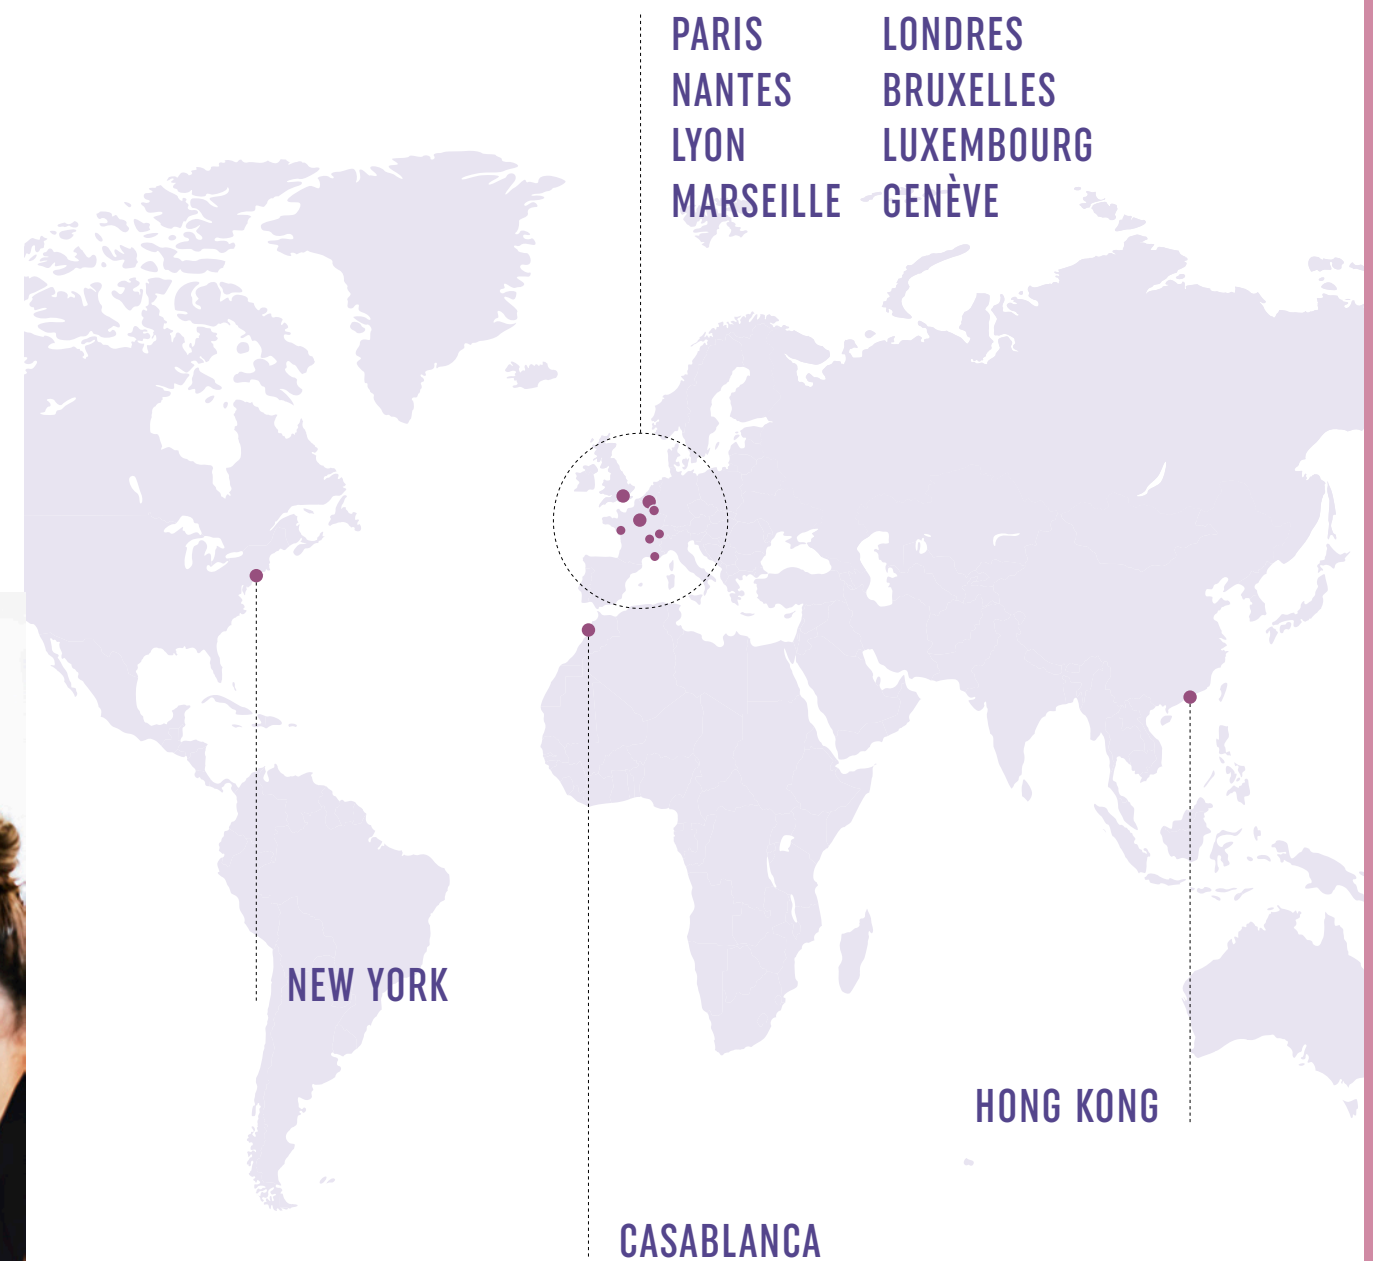 PARIS
NANTES
LYON
MARSEILLE
LONDRES
BRUXELLES
LUXEMBOURG
GENÈVE
NEW YORK
HONG KONG
CASABLANCA